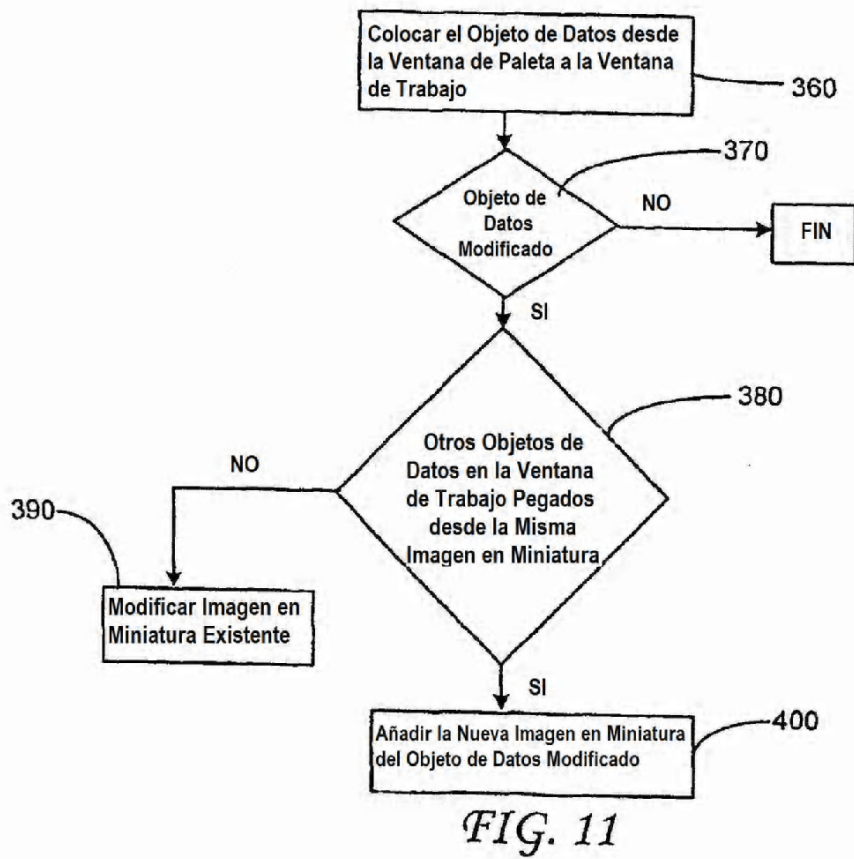 Colocar el Objeto de Datos desde
la Ventana de Paleta a la Ventana
de Trabajo
360
370
Objeto de
Datos
Modificado
NO
FIN
SI
380
Otros Objetos de
Datos en la Ventana
de Trabajo Pegados
desde la Misma
Imagen en Miniatura
NO
390
Modificar Imagen en
Miniatura Existente
SI
400
Añadir la Nueva Imagen en Miniatura
del Objeto de Datos Modificado
FIG. 11